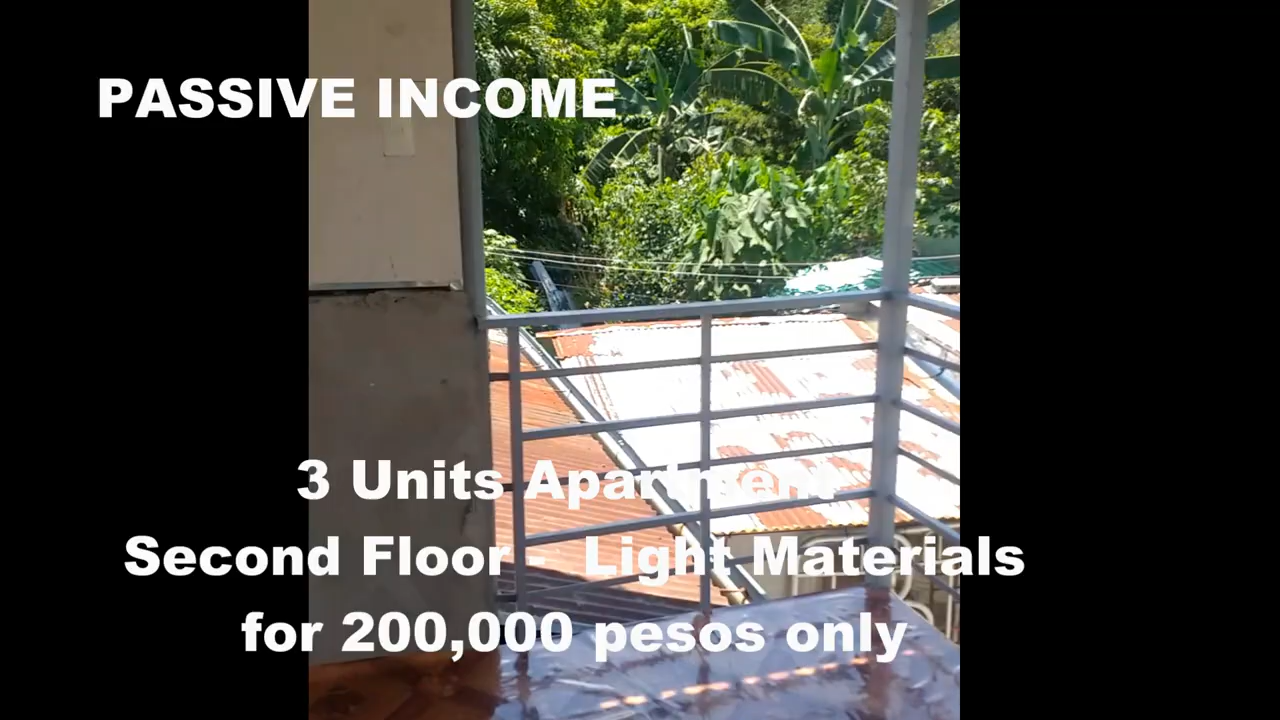 PASSIVE INCOME
3 Units Apartment
Second Floor - Light Materials
for 200,000 pesos only